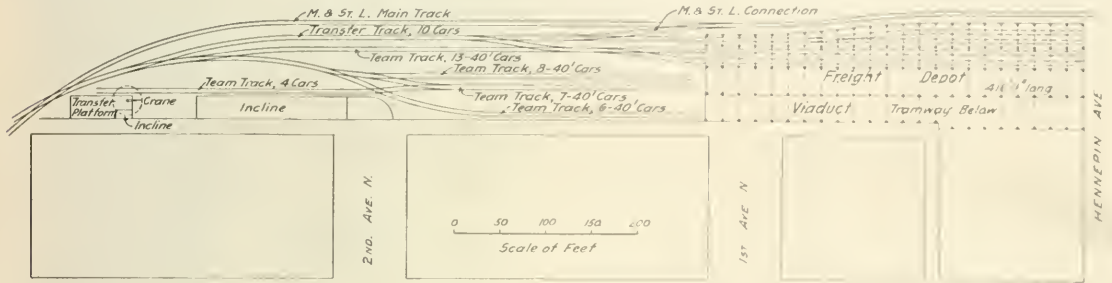 M. & St. L. Main Track
M. & St. L. Connection
Transfer Track, 10 Cars
Team Track, 13-40' Cars
Team Track, 8-40' Cars
Freight Depot
Team Track, 4 Cars
Team Track, 7-40' Cars
long
Transfer Platform
Crane
Incline
Team Track, 6-40' Cars
Viaduct
Tramway Below
Incline
HENNEPIN AVE
2ND. AVE. N.
1ST AVE N
0 50 100 150 200
Scale of Feet